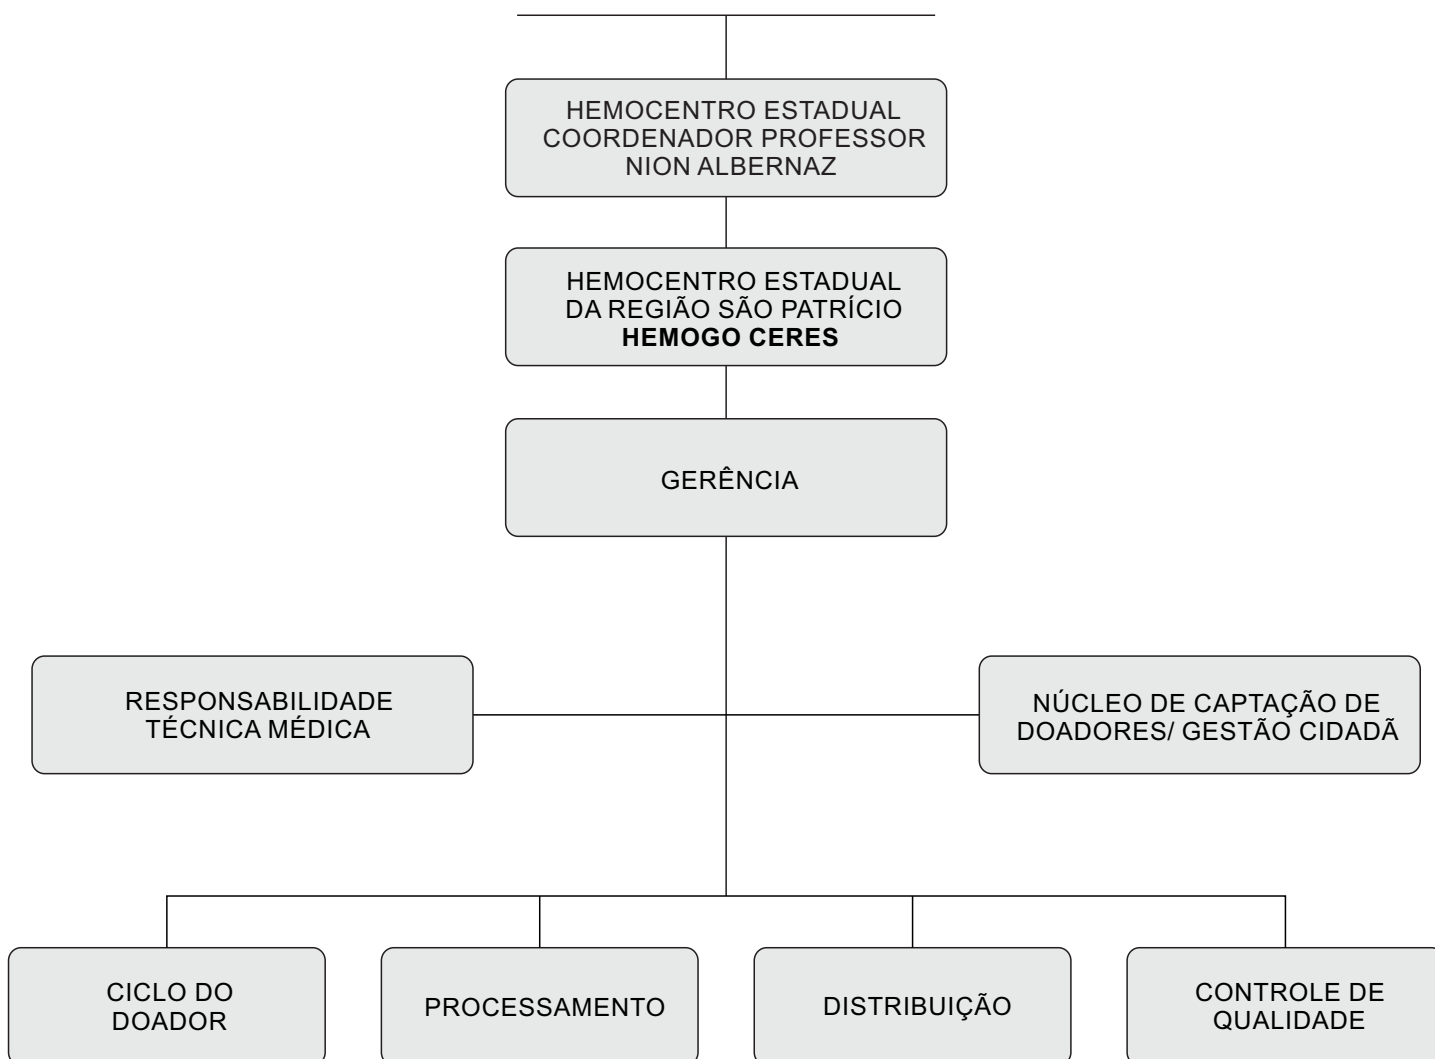 HEMOCENTRO ESTADUAL
COORDENADOR PROFESSOR
NION ALBERNAZ
HEMOCENTRO ESTADUAL
DA REGIÃO SÃO PATRÍCIO
HEMOGO CERES
GERÊNCIA
RESPONSABILIDADE
TÉCNICA MÉDICA
NÚCLEO DE CAPTAÇÃO DE
DOADORES/ GESTÃO CIDADÃ
CICLO DO
DOADOR
PROCESSAMENTO
DISTRIBUIÇÃO
CONTROLE DE
QUALIDADE